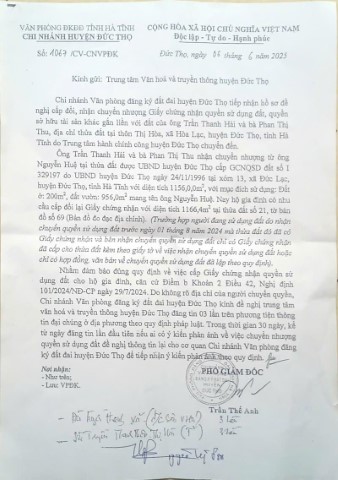 VĂN PHÒNG ĐKĐĐ TỈNH HÀ TĨNH
CHI NHÁNH HUYỆN ĐỨC THỌ
CỘNG HÒA XÃ HỘI CHỦ NGHĨA VIỆT NAM
Độc lập - Tự do - Hạnh phúc
Số: 1067 /CV-CNVPĐK.
Đức Thọ, ngày tháng 6 năm 2025
Kính gửi: Trung tâm Văn hoá và truyền thông huyện Đức Thọ
Chi nhánh Văn phòng đăng ký đất đai huyện Đức Thọ tiếp nhận hồ sơ đề
nghị cấp đổi, nhận chuyển nhượng Giấy chứng nhận quyền sử dụng đất, quyền
sở hữu tài sản khác gắn liền với đất của ông Trần Thanh Hải và bà Phan Thị
Thu, địa chỉ thửa đất tại thôn Thị Hòa, xã Hòa Lạc, huyện Đức Thọ, tỉnh Hà
Tĩnh do Trung tâm hành chính công huyện Đức Thọ chuyển đến.
Ông Trần Thanh Hải và bà Phan Thị Thu nhận chuyển nhượng từ ông
Nguyễn Huệ tại thửa đất được UBND huyện Đức Thọ cấp GCNQSD đất số I
329197 do UBND huyện Đức Thọ ngày 24/11/1996 tại xóm 13, xã Đức Lạc,
huyện Đức Thọ, tỉnh Hà Tĩnh với diện tích 1156,0,0m², với mục đích sử dụng: Đất
ở: 200m², đất vườn: 956,0m² mang tên ông Nguyễn Huệ. Nay hộ gia đình có nhu
cầu cấp đổi lại Giấy chứng nhận với diện tích 1166,4m² tại thửa đất số 21, tờ bản
đồ số 69 (Bản đồ đo đạc địa chính). (Trường hợp người đang sử dụng đất do nhận
chuyển quyền sử dụng đất trước ngày 01 tháng 8 năm 2024 mà thửa đất đó đã có
Giấy chứng nhận và bên nhận chuyển quyền sử dụng đất chỉ có Giấy chứng nhận
đã cấp cho thửa đất kèm theo giấy tờ về việc nhận chuyển quyền sử dụng đất hoặc
chỉ có hợp đồng, văn bản về chuyển quyền sử dụng đất đã lập theo quy định).
Nhằm đảm bảo đúng quy định về việc cấp Giấy chứng nhận quyền sử
dụng đất cho hộ gia đình, căn cứ Điểm b Khoản 2 Điều 42, Nghị định
101/2024/NĐ-CP ngày 29/7/2024. Do không rõ địa chỉ của người chuyển quyền,
Chi nhánh Văn phòng đăng ký đất đai huyện Đức Thọ kính đề nghị trung tâm
văn hoá và truyền thông huyện Đức Thọ đăng tin 03 lần trên phương tiện thông
tin đại chúng ở địa phương theo quy định pháp luật. Trong thời gian 30 ngày, kể
từ ngày đăng tin lần đầu tiên nếu ai có ý kiến phản ánh về việc chuyển nhượng
quyền sử dụng đất đề nghị thông tin lại cho cơ quan Chi nhánh Văn phòng đăng
ký đất đai huyện Đức Thọ để tiếp nhận ý kiến phản ánh theo quy định.
Nơi nhận:
- Như trên;
- Lưu: VPĐK.
PHÓ GIÁM ĐỐC
Trần Thế Anh